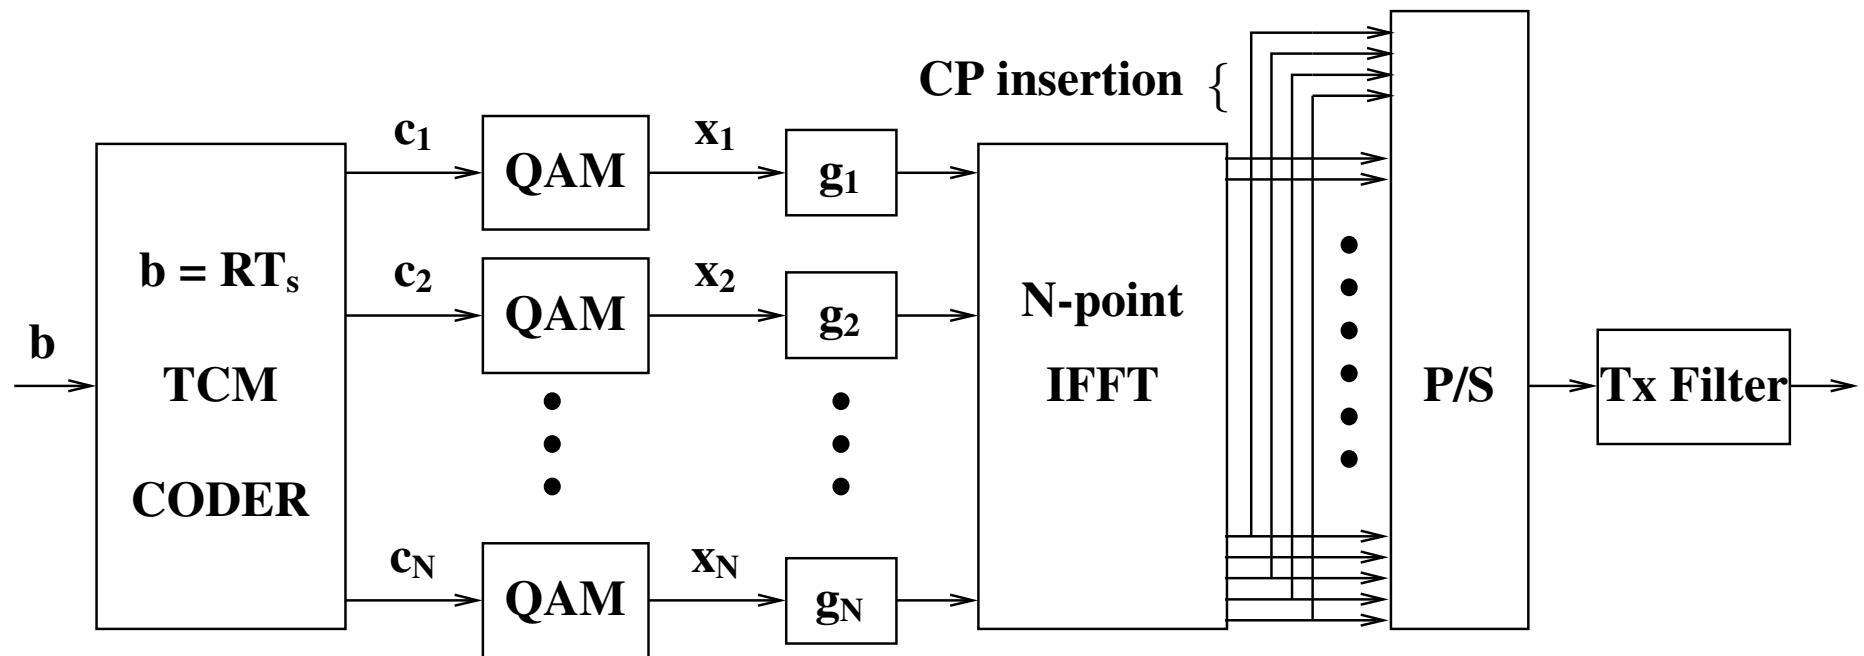 CP insertion {
b
b = RTₛ
TCM
CODER
c₁
QAM
x₁
g₁
c₂
QAM
x₂
g₂
c_N
QAM
x_N
g_N
N-point
IFFT
P/S
Tx Filter